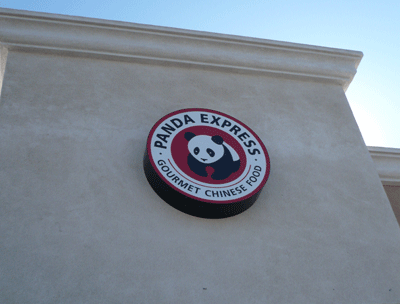 PANDA EXPRESS
GOURMET CHINESE FOOD